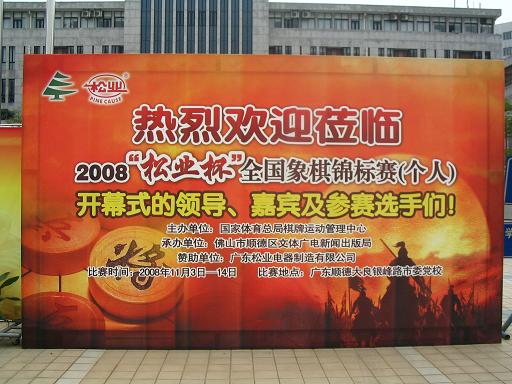 松业
PINE CAUSE
热烈欢迎莅临
2008“松业杯”全国象棋锦标赛(个人)
开幕式的领导、嘉宾及参赛选手们!
主办单位：国家体育总局棋牌运动管理中心
承办单位：佛山市顺德区文体广电新闻出版局
赞助单位：广东松业电器制造有限公司
比赛时间：2008年11月3日—14日 比赛地点：广东顺德大良银峰路市委党校
将